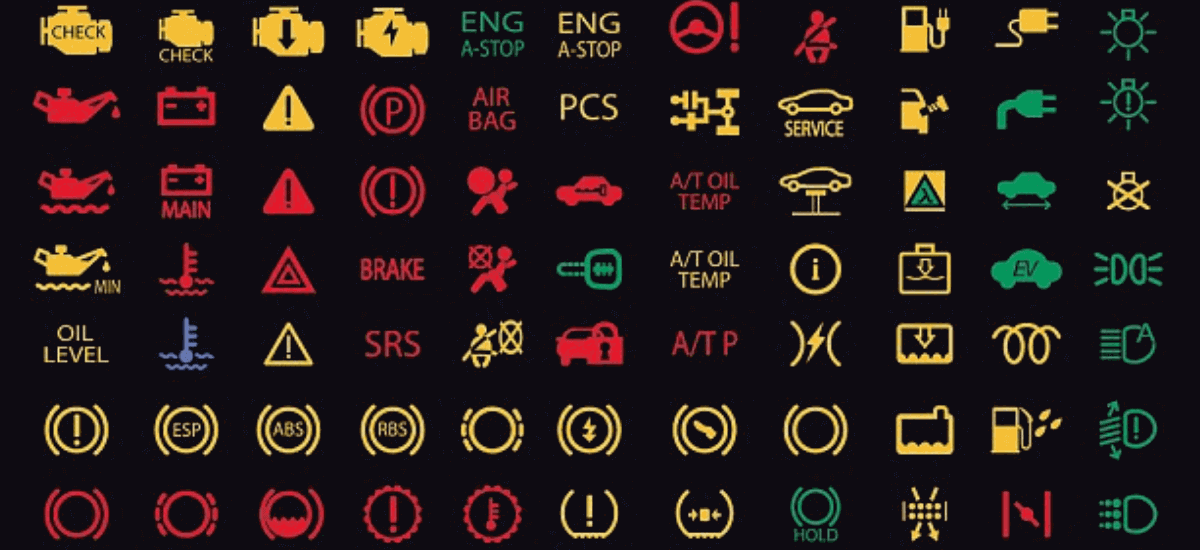 CHECK
CHECK
ENG
A-STOP
ENG
A-STOP
P
AIR
BAG
PCS
SERVICE
MAIN
A/T OIL
TEMP
MIN
BRAKE
A/T OIL
TEMP
i
EV
OIL
LEVEL
SRS
A/T P
A
ESP
ABS
RBS
HOLD